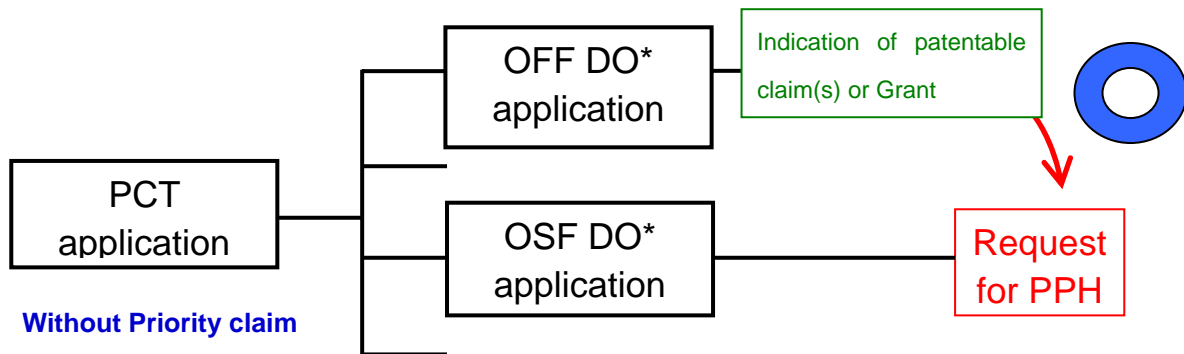 OFF DO*
application
Indication of patentable
claim(s) or Grant
PCT
application
OSF DO*
application
Request
for PPH
Without Priority claim